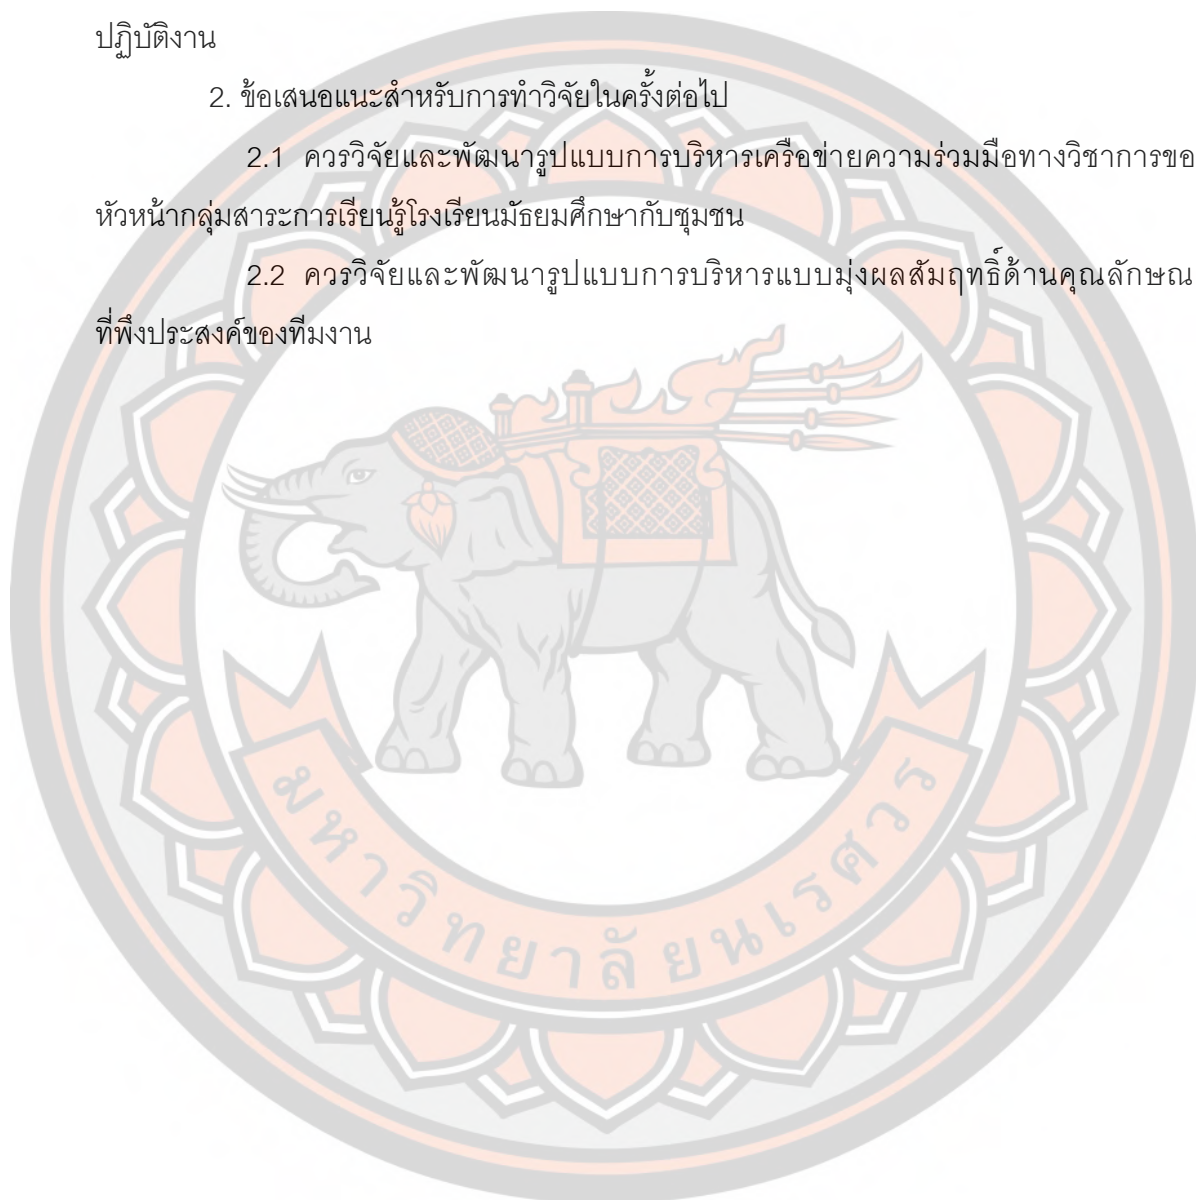 ปฏิบัติงาน
2. ข้อเสนอแนะสำหรับการทำวิจัยในครั้งต่อไป
2.1 ควรวิจัยและพัฒนารูปแบบการบริหารเครือข่ายความร่วมมือทางวิชาการขอ
หัวหน้ากลุ่มสาระการเรียนรู้โรงเรียนมัธยมศึกษากับชุมชน
2.2 ควรวิจัยและพัฒนารูปแบบการบริหารแบบมุ่งผลสัมฤทธิ์ด้านคุณลักษณ
ที่พึงประสงค์ของทีมงาน
มหาวิทยาลัยนเรศวร